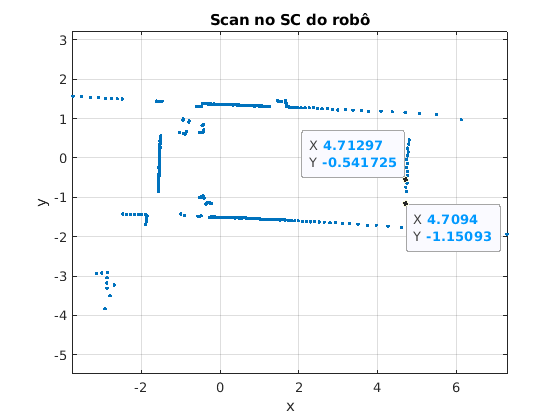 Scan no SC do robô
3
2
1
0
-1
-2
-3
-4
-5
y
X 4.71297
Y -0.541725
X 4.7094
Y -1.15093
-2
0
2
4
6
x